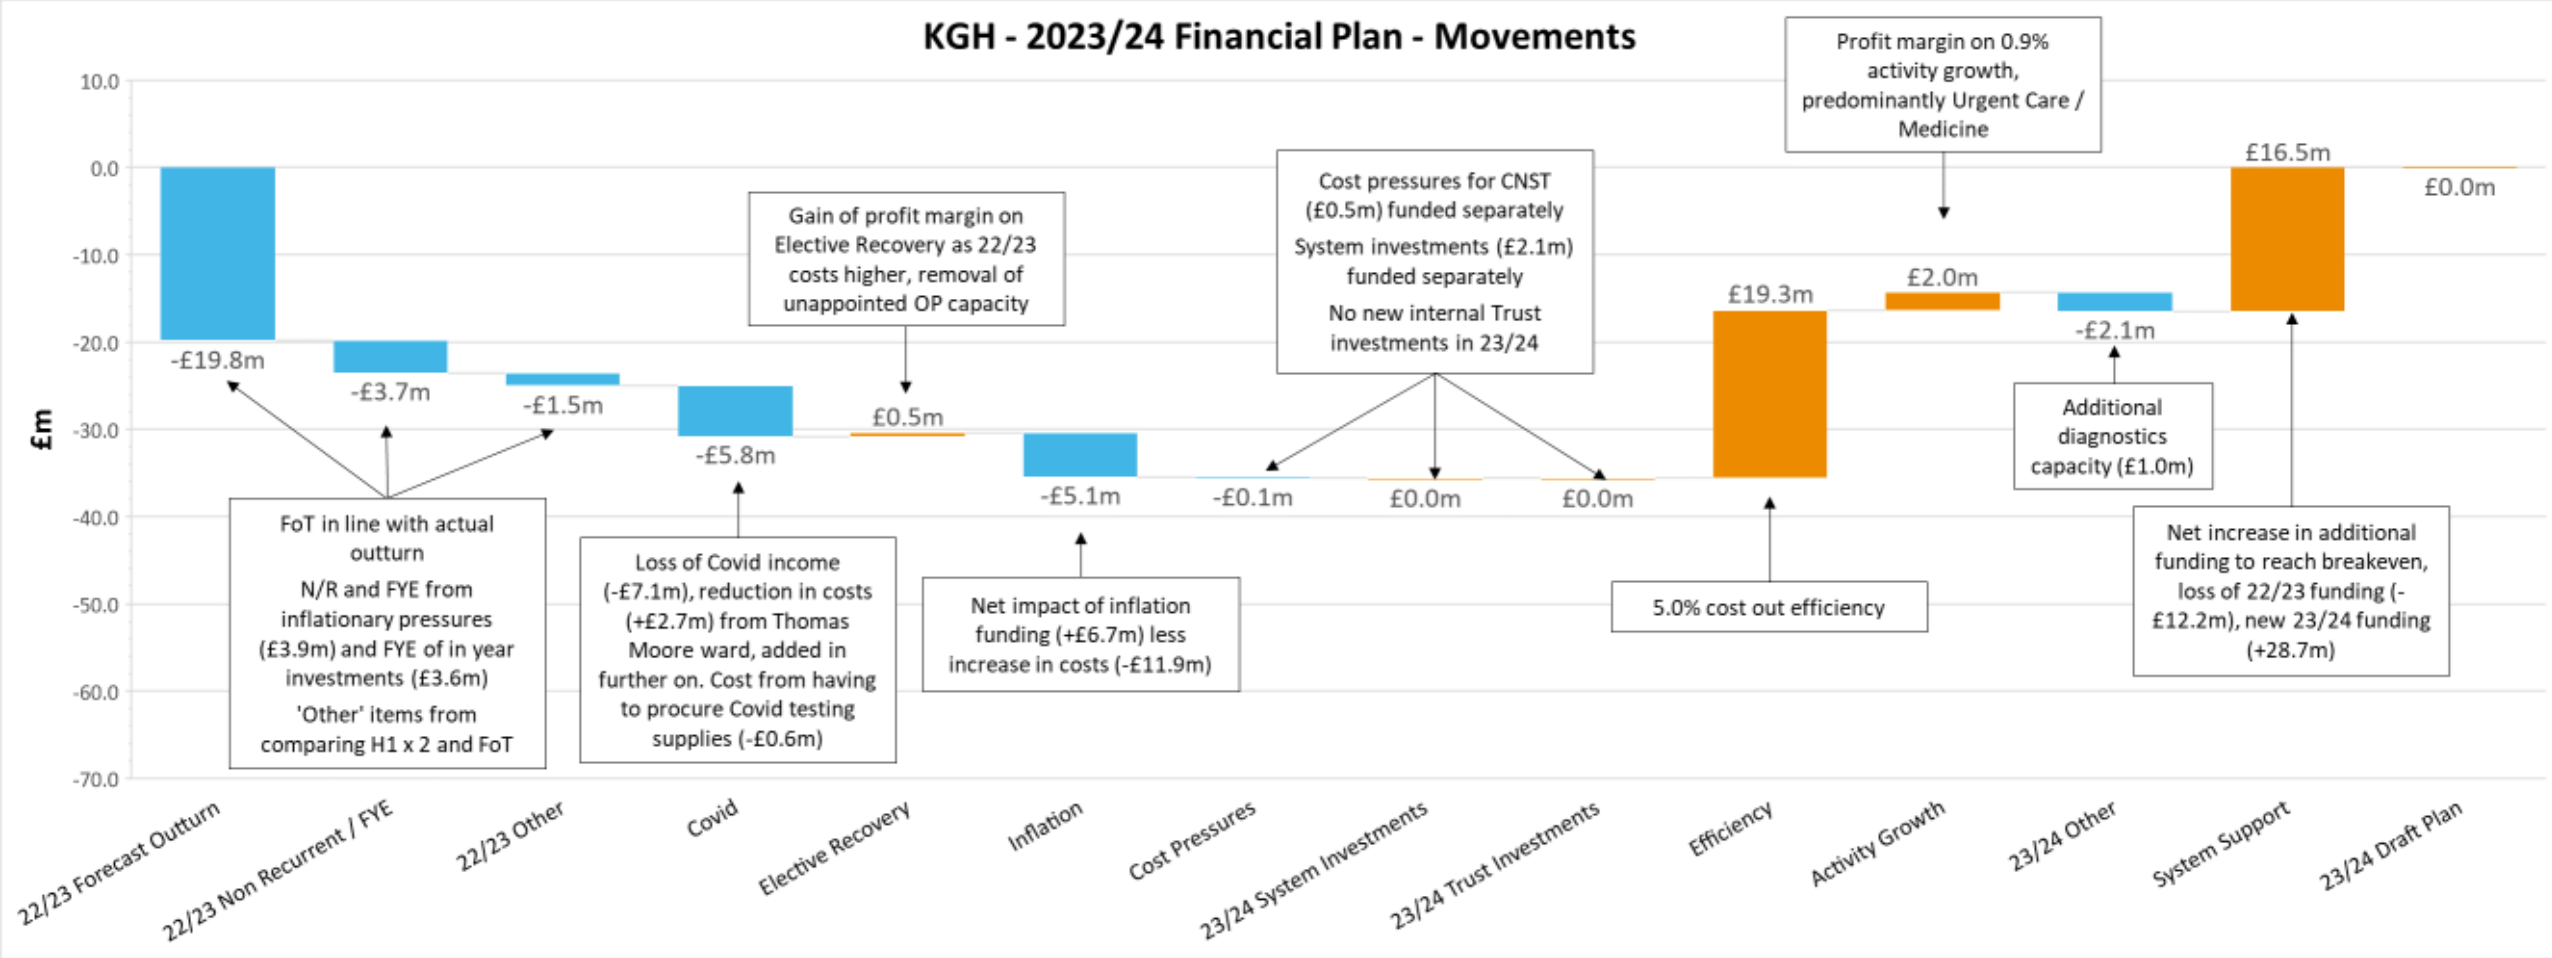 KGH - 2023/24 Financial Plan - Movements
£m
10.0
0.0
-10.0
-20.0
-30.0
-40.0
-50.0
-60.0
-70.0
-£19.8m
-£3.7m
-£1.5m
-£5.8m
£0.5m
-£5.1m
-£0.1m
£0.0m
£0.0m
£19.3m
£2.0m
-£2.1m
£16.5m
£0.0m
FoT in line with actual
outturn
N/R and FYE from
inflationary pressures
(£3.9m) and FYE of in year
investments (£3.6m)
'Other' items from
comparing H1 x 2 and FoT
Loss of Covid income
(-£7.1m), reduction in costs
(+£2.7m) from Thomas
Moore ward, added in
further on. Cost from having
to procure Covid testing
supplies (-£0.6m)
Gain of profit margin on
Elective Recovery as 22/23
costs higher, removal of
unappointed OP capacity
Net impact of inflation
funding (+£6.7m) less
increase in costs (-£11.9m)
Cost pressures for CNST
(£0.5m) funded separately
System investments (£2.1m)
funded separately
No new internal Trust
investments in 23/24
5.0% cost out efficiency
Profit margin on 0.9%
activity growth,
predominantly Urgent Care /
Medicine
Additional
diagnostics
capacity (£1.0m)
Net increase in additional
funding to reach breakeven,
loss of 22/23 funding (-
£12.2m), new 23/24 funding
(+28.7m)
22/23 Forecast Outturn
22/23 Non Recurrent / FYE
22/23 Other
Covid
Elective Recovery
Inflation
Cost Pressures
23/24 System Investments
23/24 Trust Investments
Efficiency
Activity Growth
23/24 Other
System Support
23/24 Draft Plan